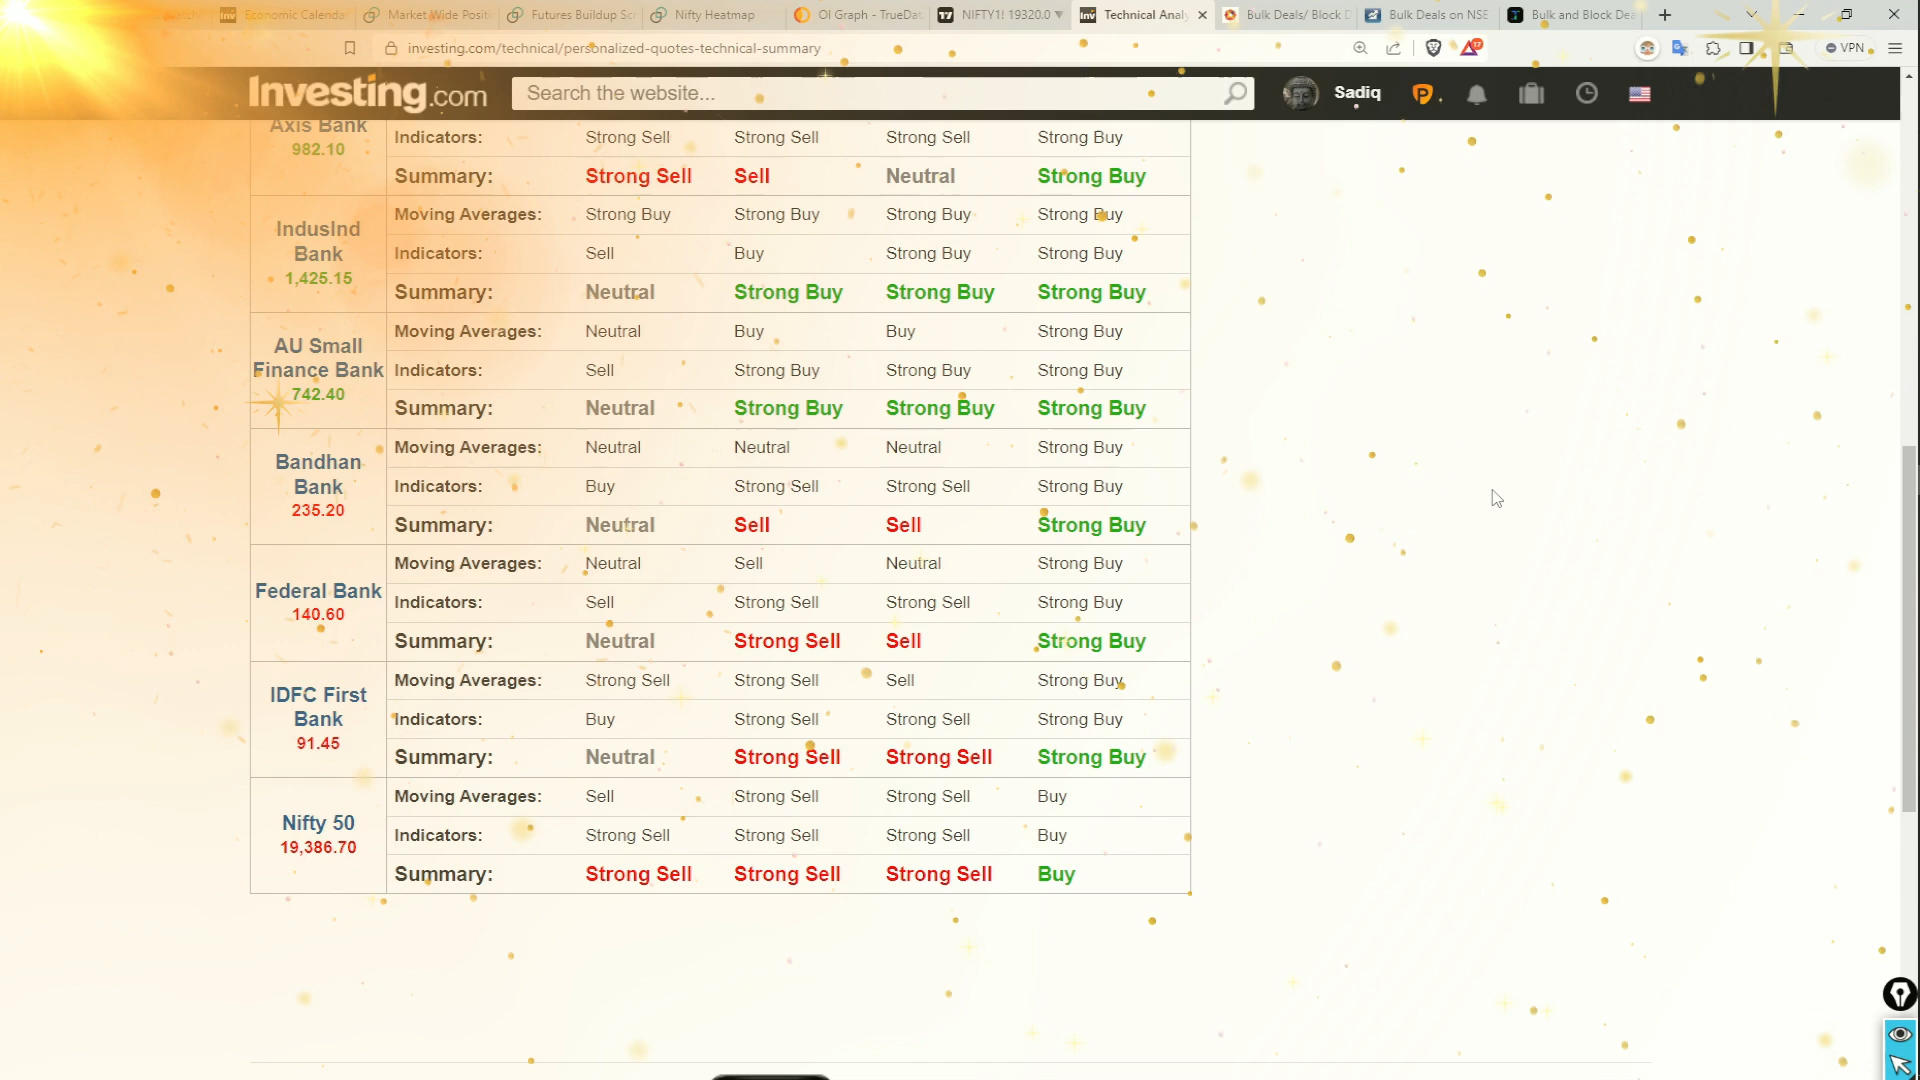 Economic Calenda
Market Wide Positi
Futures Buildup Sc
Nifty Heatmap
OI Graph - TrueDat
NIFTY1! 19320.0 ▼
Technical Analy
Bulk Deals/ Block D
Bulk Deals on NSE
Bulk and Block Dea
investing.com/technical/personalized-quotes-technical-summary
17
VPN
Investing.com
Search the website...
Sadiq
Axis Bank
982.10
Indicators: Strong Sell Strong Sell Strong Sell Strong Buy
Summary: Strong Sell Sell Neutral Strong Buy
IndusInd
Bank
1,425.15
Moving Averages: Strong Buy Strong Buy Strong Buy Strong Buy
Indicators: Sell Buy Strong Buy Strong Buy
Summary: Neutral Strong Buy Strong Buy Strong Buy
AU Small
Finance Bank
742.40
Moving Averages: Neutral Buy Buy Strong Buy
Indicators: Sell Strong Buy Strong Buy Strong Buy
Summary: Neutral Strong Buy Strong Buy Strong Buy
Bandhan
Bank
235.20
Moving Averages: Neutral Neutral Neutral Strong Buy
Indicators: Buy Strong Sell Strong Sell Strong Buy
Summary: Neutral Sell Sell Strong Buy
Federal Bank
140.60
Moving Averages: Neutral Sell Neutral Strong Buy
Indicators: Sell Strong Sell Strong Sell Strong Buy
Summary: Neutral Strong Sell Sell Strong Buy
IDFC First
Bank
91.45
Moving Averages: Strong Sell Strong Sell Sell Strong Buy
Indicators: Buy Strong Sell Strong Sell Strong Buy
Summary: Neutral Strong Sell Strong Sell Strong Buy
Nifty 50
19,386.70
Moving Averages: Sell Strong Sell Strong Sell Buy
Indicators: Strong Sell Strong Sell Strong Sell Buy
Summary: Strong Sell Strong Sell Strong Sell Buy